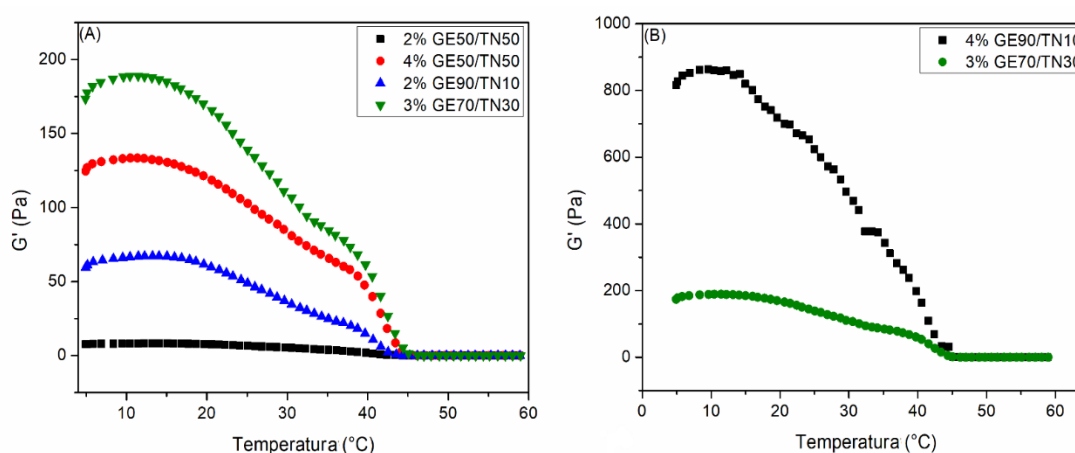 (A)
2% GE50/TN50
4% GE50/TN50
2% GE90/TN10
3% GE70/TN30
200
150
100
50
0
G' (Pa)
10 20 30 40 50 60
Temperatura (°C)
(B)
4% GE90/TN10
3% GE70/TN30
1000
800
600
400
200
0
G' (Pa)
0 10 20 30 40 50 60
Temperatura (°C)